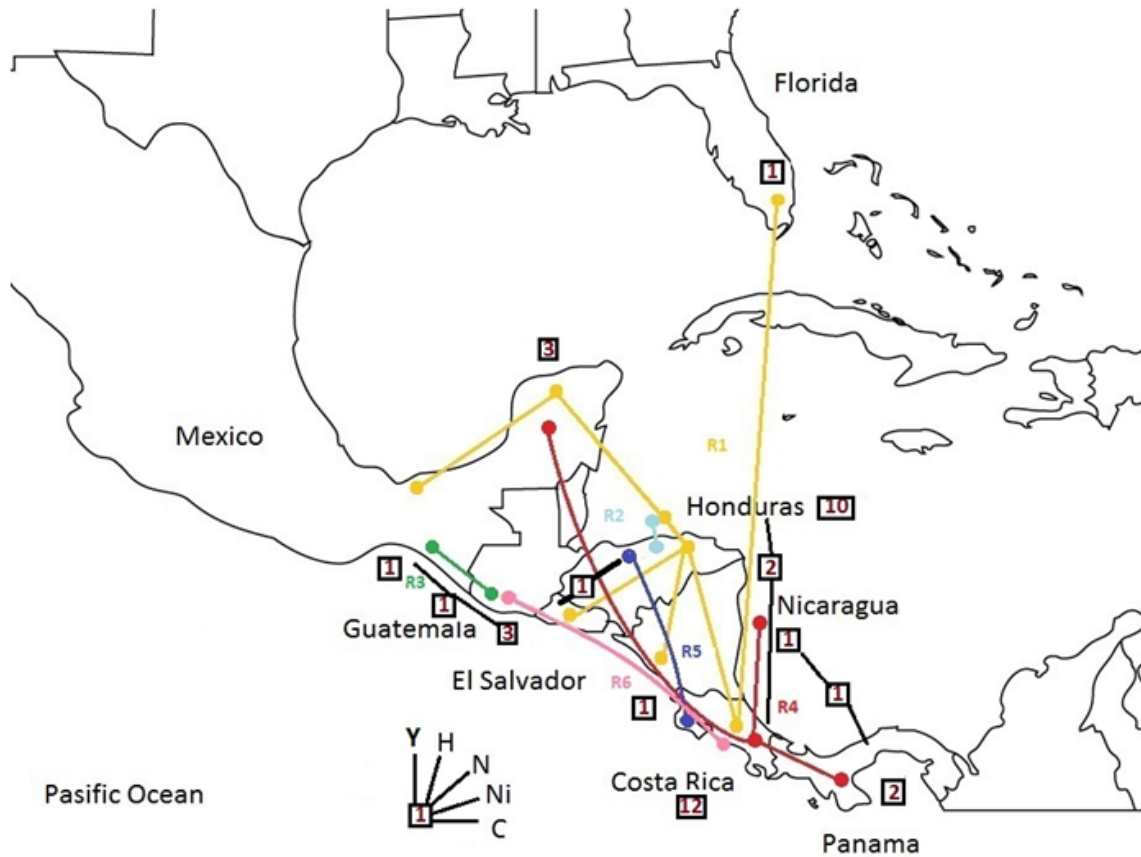 Florida
1
3
Mexico
R1
Honduras 10
R2
2
1
1
R3
1
Nicaragua
Guatemala
3
1
R5
El Salvador
R6
1
1
R4
Y
H
N
Ni
C
1
Costa Rica
12
Pasific Ocean
2
Panama